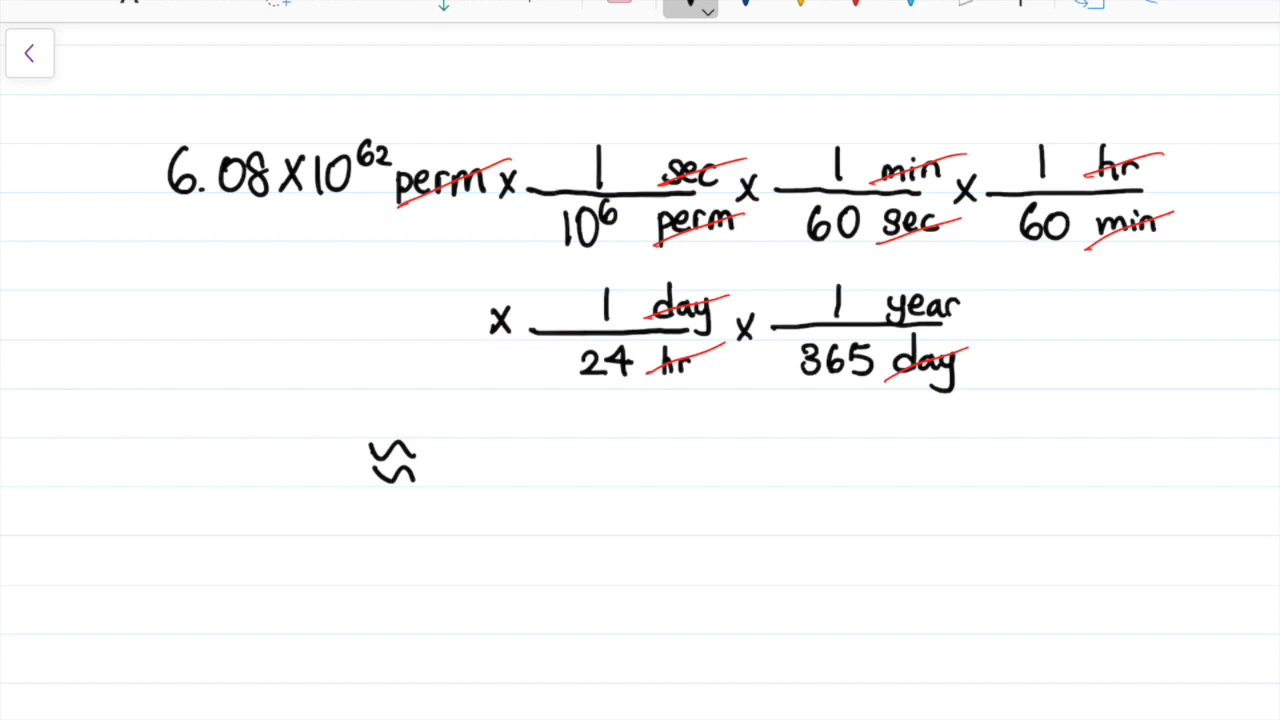 6.08 × 10^62 perm × 1 sec / 10^6 perm × 1 min / 60 sec × 1 hr / 60 min
× 1 day / 24 hr × 1 year / 365 day
≈